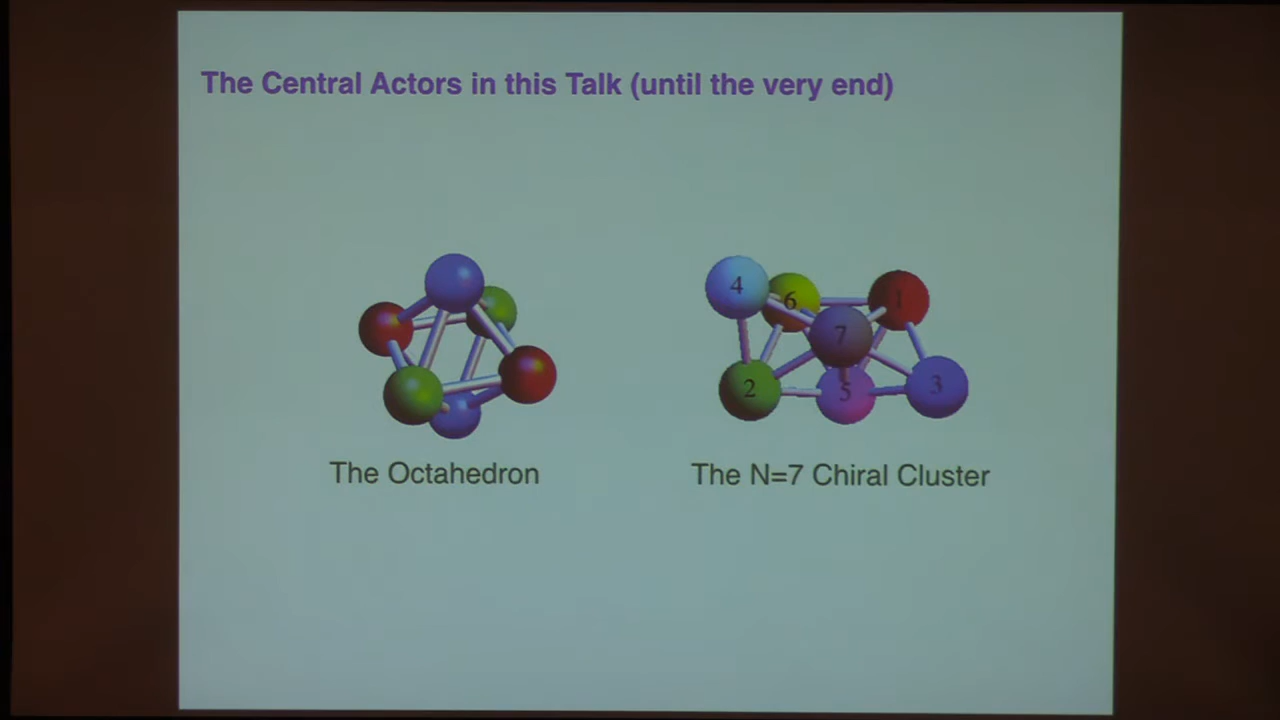 The Central Actors in this Talk (until the very end)
4
6
1
7
2
5
3
The Octahedron
The N=7 Chiral Cluster